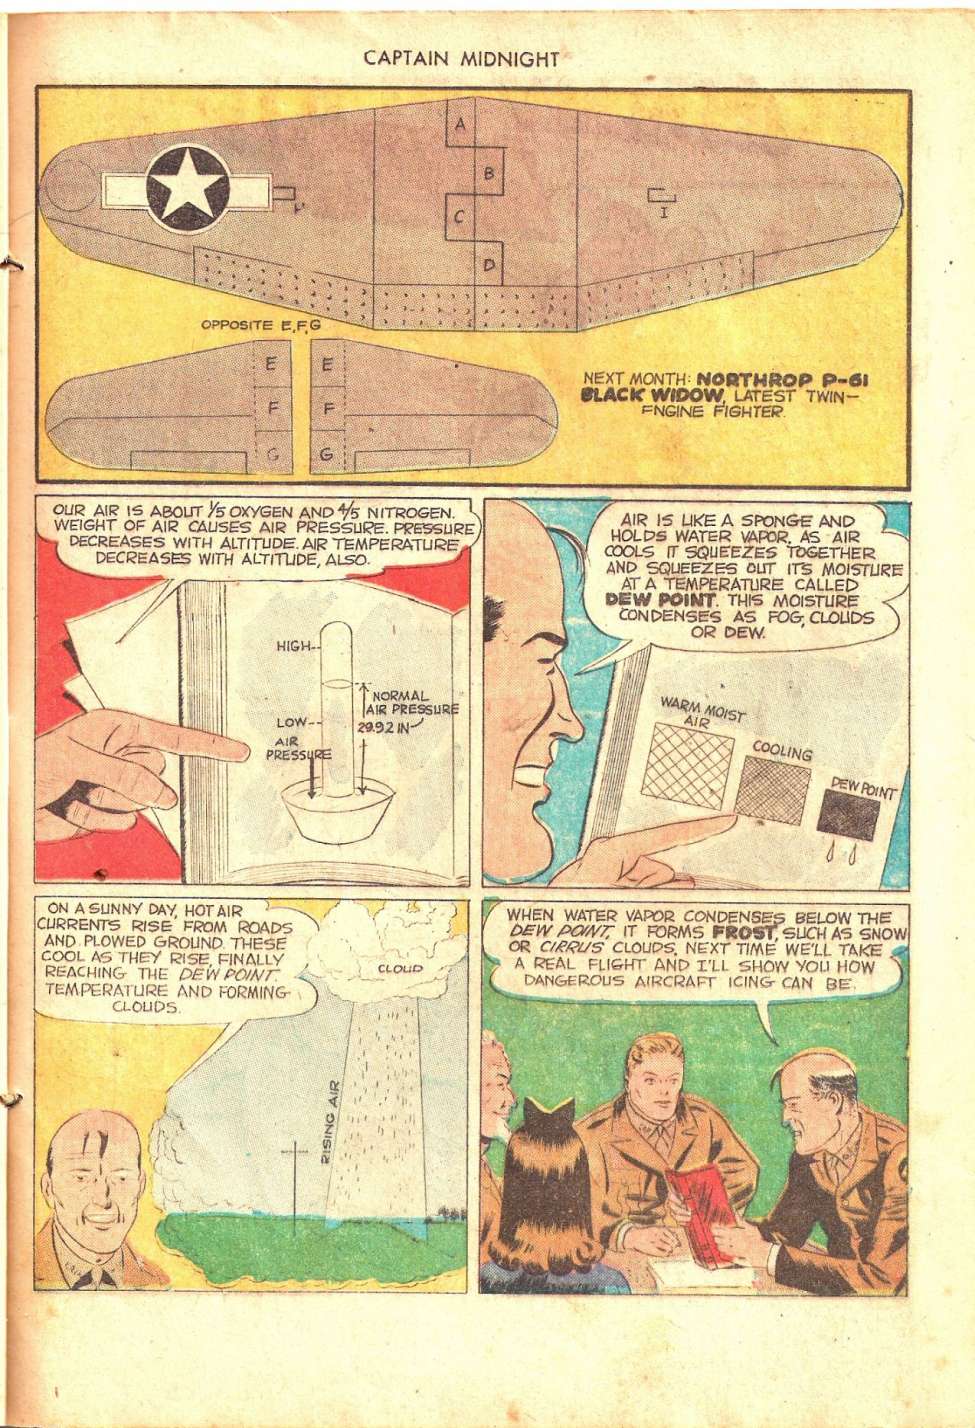 CAPTAIN MIDNIGHT
A
B
C
D
I
OPPOSITE E,F,G
E
F
G
E
F
G
NEXT MONTH: NORTHROP P-61
BLACK WIDOW, LATEST TWIN-
ENGINE FIGHTER.
OUR AIR IS ABOUT 1/5 OXYGEN AND 4/5 NITROGEN.
WEIGHT OF AIR CAUSES AIR PRESSURE. PRESSURE
DECREASES WITH ALTITUDE. AIR TEMPERATURE
DECREASES WITH ALTITUDE, ALSO.
HIGH
LOW
AIR
PRESSURE
NORMAL
AIR PRESSURE
29.92 IN
AIR IS LIKE A SPONGE AND
HOLDS WATER VAPOR. AS AIR
COOLS IT SQUEEZES TOGETHER
AND SQUEEZES OUT ITS MOISTURE
AT A TEMPERATURE CALLED
DEW POINT. THIS MOISTURE
CONDENSES AS FOG, CLOUDS
OR DEW.
WARM MOIST
AIR
COOLING
DEW POINT
ON A SUNNY DAY, HOT AIR
CURRENTS RISE FROM ROADS
AND PLOWED GROUND. THESE
COOL AS THEY RISE, FINALLY
REACHING THE DEW POINT
TEMPERATURE AND FORMING
CLOUDS.
CLOUD
RISING AIR
WHEN WATER VAPOR CONDENSES BELOW THE
DEW POINT, IT FORMS FROST, SUCH AS SNOW
OR CIRRUS CLOUDS. NEXT TIME WE'LL TAKE
A REAL FLIGHT AND I'LL SHOW YOU HOW
DANGEROUS AIRCRAFT ICING CAN BE.